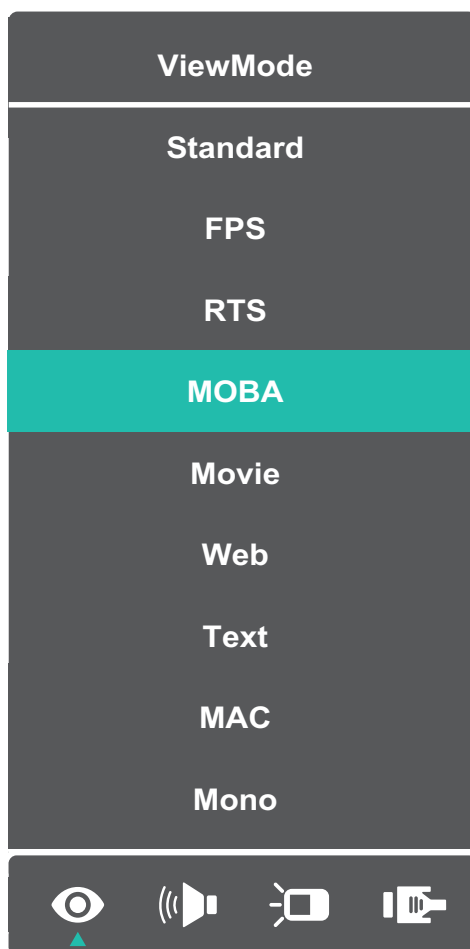 ViewMode
Standard
FPS
RTS
MOBA
Movie
Web
Text
MAC
Mono